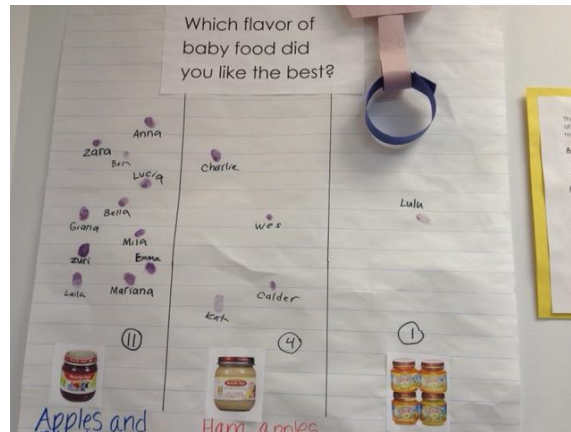 Which flavor of
baby food did
you like the best?
Anna
Zara
Ben
Lucia
Bella
Giana
Mila
Zuri
Emma
Laila
Mariana
11
Charlie
Wes
Calder
Kat
4
Lulu
1
Apples and
Ham, apples